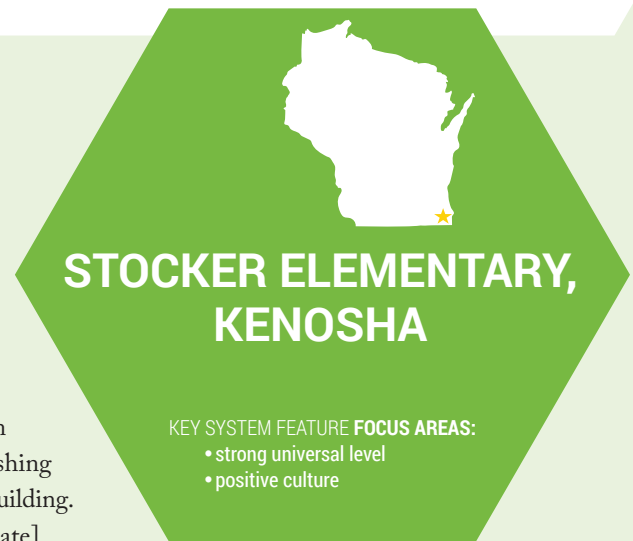 STOCKER ELEMENTARY,
KENOSHA
KEY SYSTEM FEATURE FOCUS AREAS:
• strong universal level
• positive culture